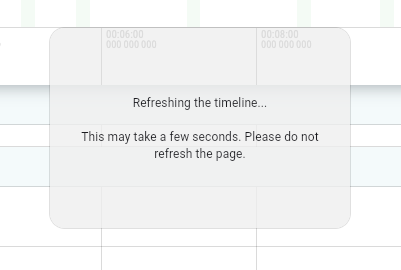 00:06:00 00:08:00
000 000 000 000 000 000
Refreshing the timeline...
This may take a few seconds. Please do not
refresh the page.